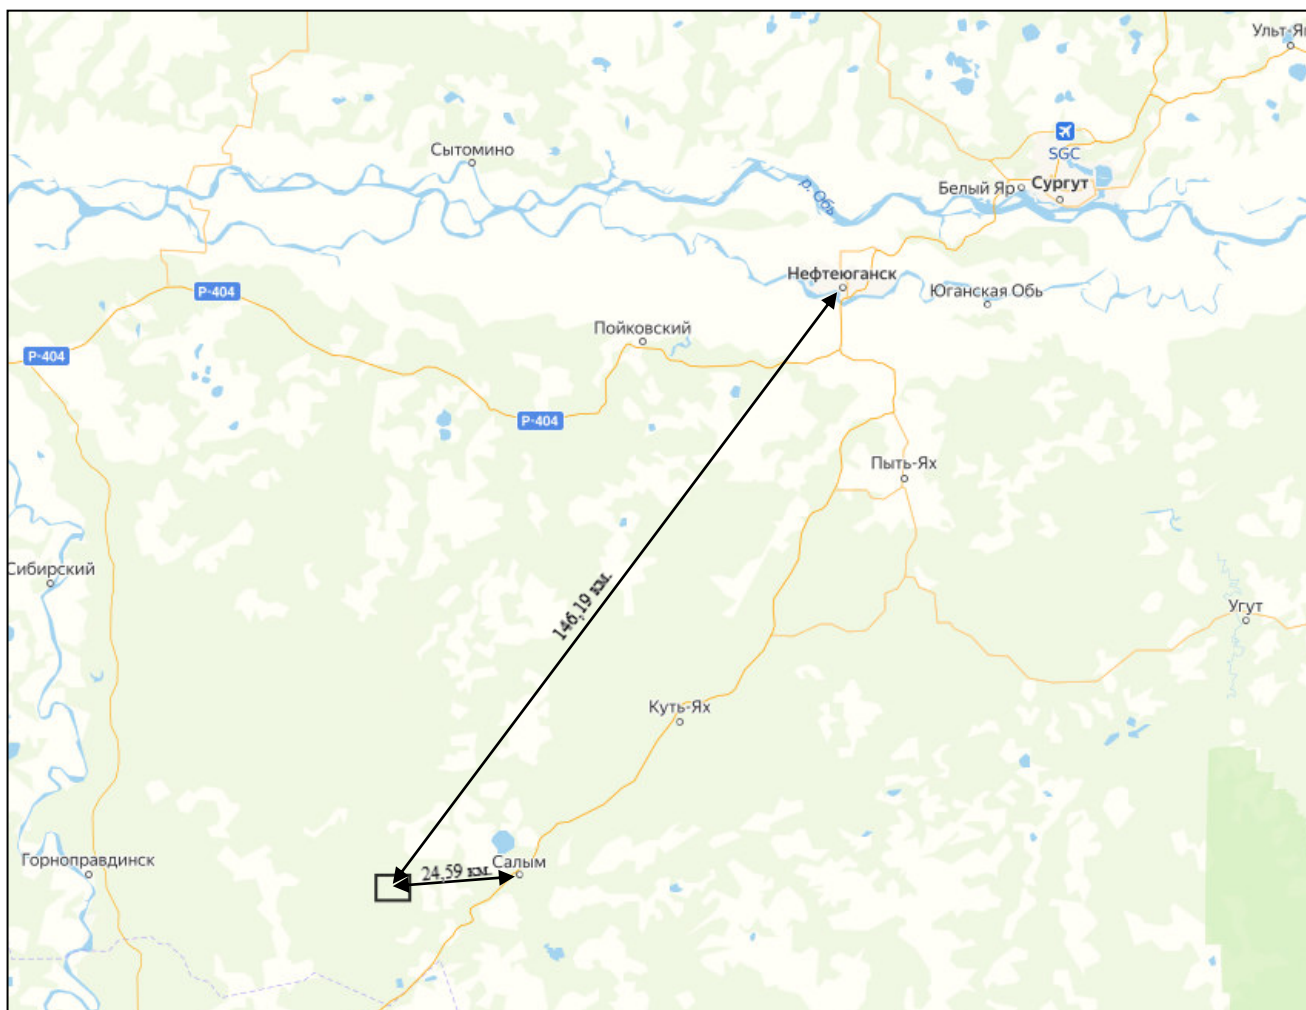 Ульт-Яг
SGC
Сытомино
р. Обь
Белый Яр
Сургут
Нефтеюганск
Р-404
Юганская Обь
Пойковский
Р-404
Р-404
Пыть-Ях
Сибирский
146,19 км.
Угут
Куть-Ях
Горноправдинск
24,59 км.
Салым